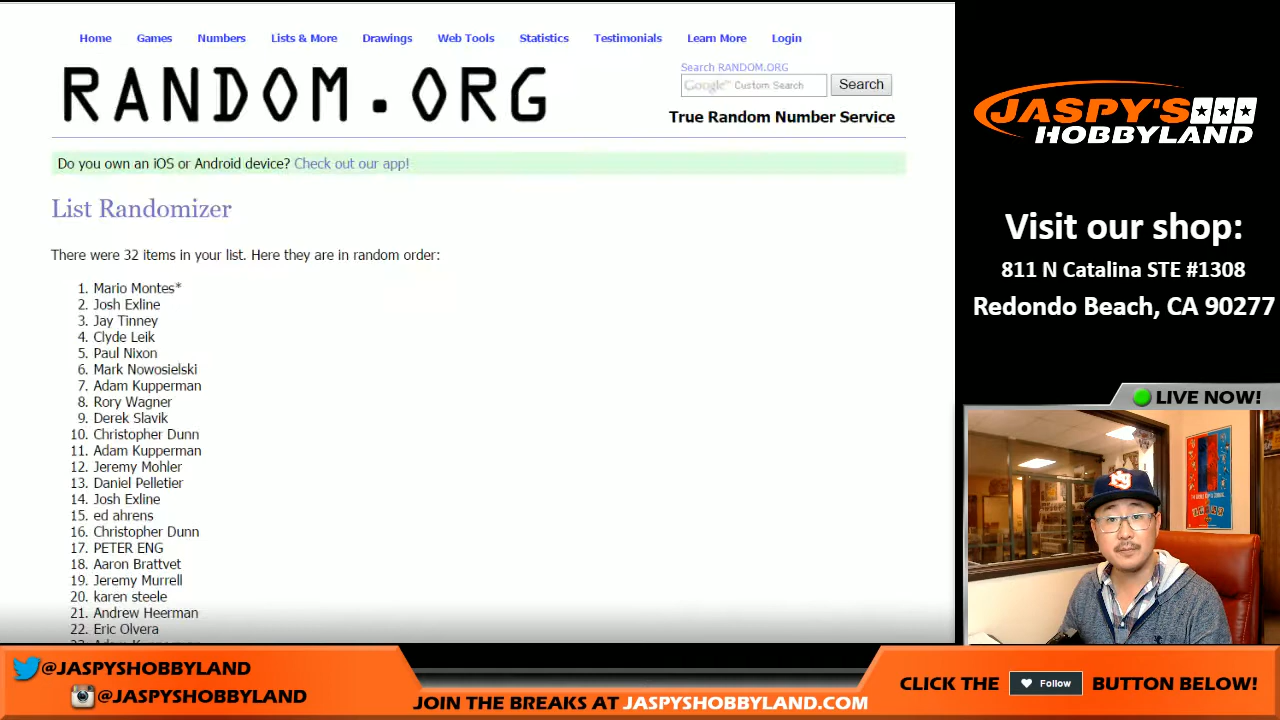 Home Games Numbers Lists & More Drawings Web Tools Statistics Testimonials Learn More Login
RANDOM.ORG
Search RANDOM.ORG
Google™ Custom Search Search
True Random Number Service
Do you own an iOS or Android device? Check out our app!
List Randomizer
There were 32 items in your list. Here they are in random order:
1. Mario Montes*
2. Josh Exline
3. Jay Tinney
4. Clyde Leik
5. Paul Nixon
6. Mark Nowosielski
7. Adam Kupperman
8. Rory Wagner
9. Derek Slavik
10. Christopher Dunn
11. Adam Kupperman
12. Jeremy Mohler
13. Daniel Pelletier
14. Josh Exline
15. ed ahrens
16. Christopher Dunn
17. PETER ENG
18. Aaron Brattvet
19. Jeremy Murrell
20. karen steele
21. Andrew Heerman
22. Eric Olvera
JASPY'S
HOBBYLAND
Visit our shop:
811 N Catalina STE #1308
Redondo Beach, CA 90277
LIVE NOW!
@JASPYSHOBBYLAND
@JASPYSHOBBYLAND
JOIN THE BREAKS AT JASPYSHOBBYLAND.COM
CLICK THE Follow BUTTON BELOW!